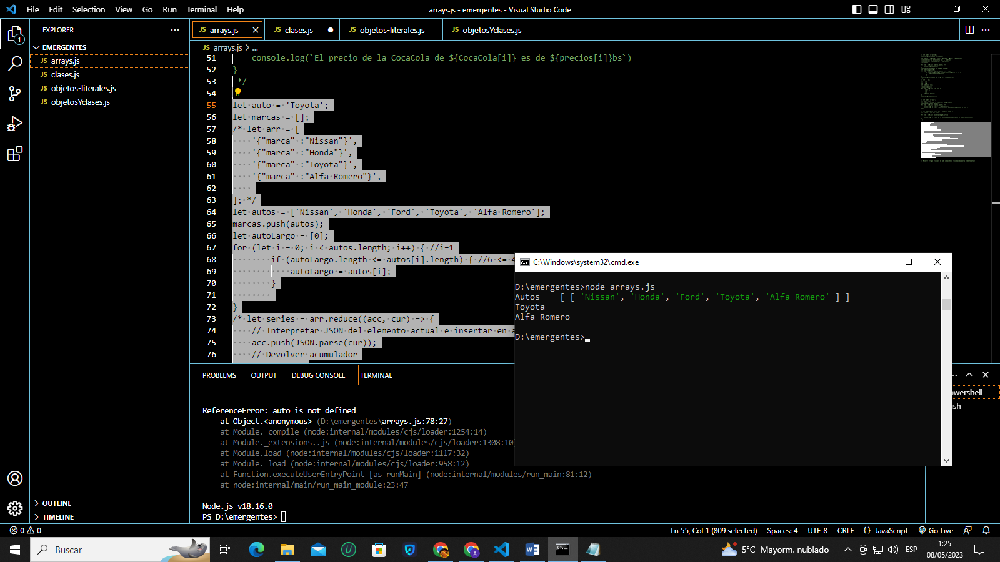 File Edit Selection View Go Run Terminal Help
arrays.js - emergentes - Visual Studio Code
EXPLORER
JS arrays.js
JS clases.js
JS objetos-literales.js
JS objetosYclases.js
1
EMERGENTES
JS arrays.js
JS clases.js
JS objetos-literales.js
JS objetosYclases.js
JS arrays.js > ...
51 console.log(`El precio de la CocaCola de ${CocaCola[i]} es de ${precios[i]}bs`)
52 }
53 */
54
55 let auto = 'Toyota';
56 let marcas = [];
57 /* let arr = [
58 '{"marca" :"Nissan"}',
59 '{"marca" :"Honda"}',
60 '{"marca" :"Toyota"}',
61 '{"marca" :"Alfa Romero"}',
62
63 ]; */
64 let autos = ['Nissan', 'Honda', 'Ford', 'Toyota', 'Alfa Romero'];
65 marcas.push(autos);
66 let autoLargo = [0];
67 for (let i = 0; i < autos.length; i++) { //i=1
68 if (autoLargo.length <= autos[i].length) { //6 <= 4
69 autoLargo = autos[i];
70 }
71
72 }
73 /* let series = arr.reduce((acc, cur) => {
74 // Interpretar JSON del elemento actual e insertar en a
75 acc.push(JSON.parse(cur));
76 // Devolver acumulador
C:\Windows\system32\cmd.exe
D:\emergentes>node arrays.js
Autos = [ [ 'Nissan', 'Honda', 'Ford', 'Toyota', 'Alfa Romero' ] ]
Toyota
Alfa Romero
D:\emergentes>
PROBLEMS OUTPUT DEBUG CONSOLE TERMINAL
owershell
sh
ReferenceError: auto is not defined
at Object.<anonymous> (D:\emergentes\arrays.js:78:27)
at Module._compile (node:internal/modules/cjs/loader:1254:14)
at Module._extensions..js (node:internal/modules/cjs/loader:1308:10
at Module.load (node:internal/modules/cjs/loader:1117:32)
at Module._load (node:internal/modules/cjs/loader:958:12)
at Function.executeUserEntryPoint [as runMain] (node:internal/modules/run_main:81:12)
at node:internal/main/run_main_module:23:47
Node.js v18.16.0
PS D:\emergentes>
OUTLINE
TIMELINE
0 0
Ln 55, Col 1 (809 selected) Spaces: 4 UTF-8 CRLF {} JavaScript Go Live
Buscar
5°C Mayorm. nublado
ESP
1:25
08/05/2023